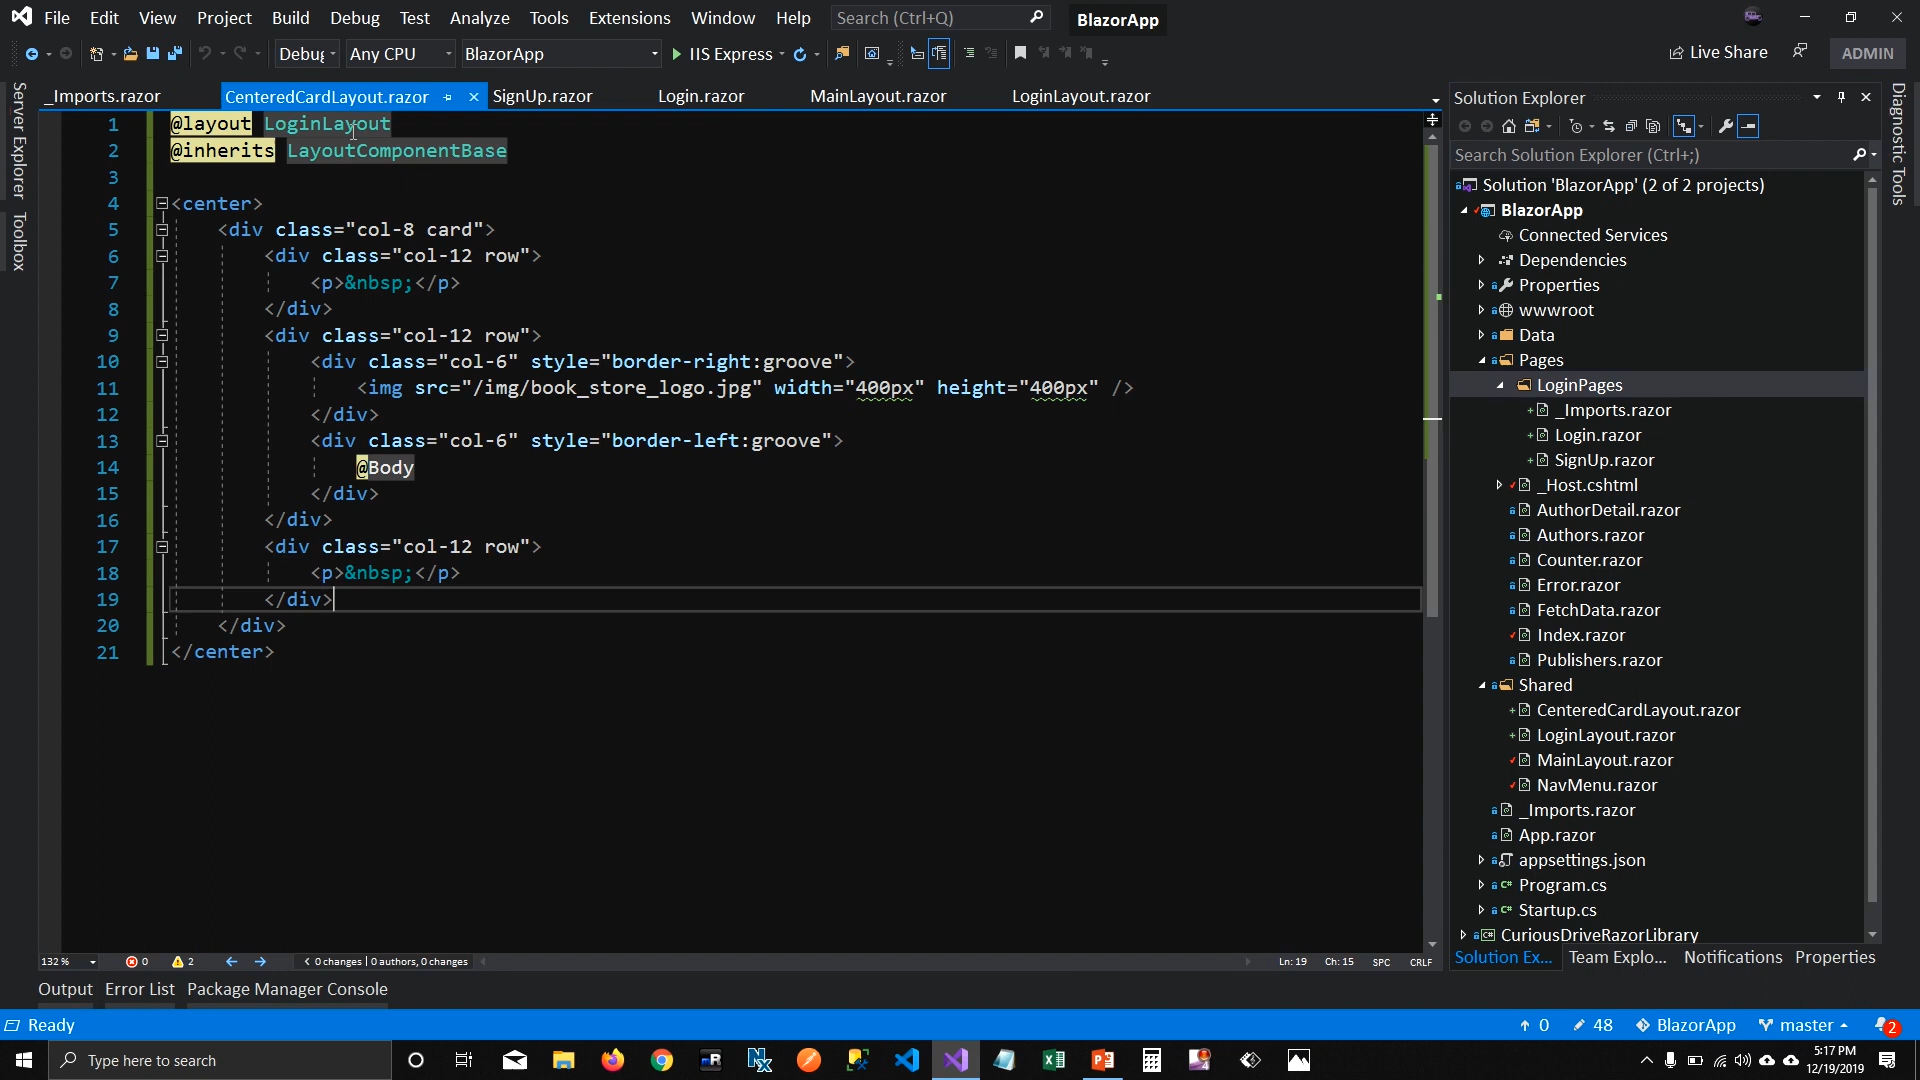 File Edit View Project Build Debug Test Analyze Tools Extensions Window Help Search (Ctrl+Q) BlazorApp
Debug Any CPU BlazorApp IIS Express Live Share ADMIN
_Imports.razor CenteredCardLayout.razor SignUp.razor Login.razor MainLayout.razor LoginLayout.razor
Server Explorer
Toolbox
1 @layout LoginLayout
2 @inherits LayoutComponentBase
3
4 <center>
5 <div class="col-8 card">
6 <div class="col-12 row">
7 <p>&nbsp;</p>
8 </div>
9 <div class="col-12 row">
10 <div class="col-6" style="border-right:groove">
11 <img src="/img/book_store_logo.jpg" width="400px" height="400px" />
12 </div>
13 <div class="col-6" style="border-left:groove">
14 @Body
15 </div>
16 </div>
17 <div class="col-12 row">
18 <p>&nbsp;</p>
19 </div>
20 </div>
21 </center>
132 % 0 2 < 0 changes | 0 authors, 0 changes Ln: 19 Ch: 15 SPC CRLF
Solution Explorer
Search Solution Explorer (Ctrl+;)
Solution 'BlazorApp' (2 of 2 projects)
BlazorApp
Connected Services
Dependencies
Properties
wwwroot
Data
Pages
LoginPages
_Imports.razor
Login.razor
SignUp.razor
_Host.cshtml
AuthorDetail.razor
Authors.razor
Counter.razor
Error.razor
FetchData.razor
Index.razor
Publishers.razor
Shared
CenteredCardLayout.razor
LoginLayout.razor
MainLayout.razor
NavMenu.razor
_Imports.razor
App.razor
appsettings.json
Program.cs
Startup.cs
CuriousDriveRazorLibrary
Solution Ex... Team Explo... Notifications Properties
Diagnostic Tools
Output Error List Package Manager Console
Ready 0 48 BlazorApp master 2
Type here to search
5:17 PM
12/19/2019